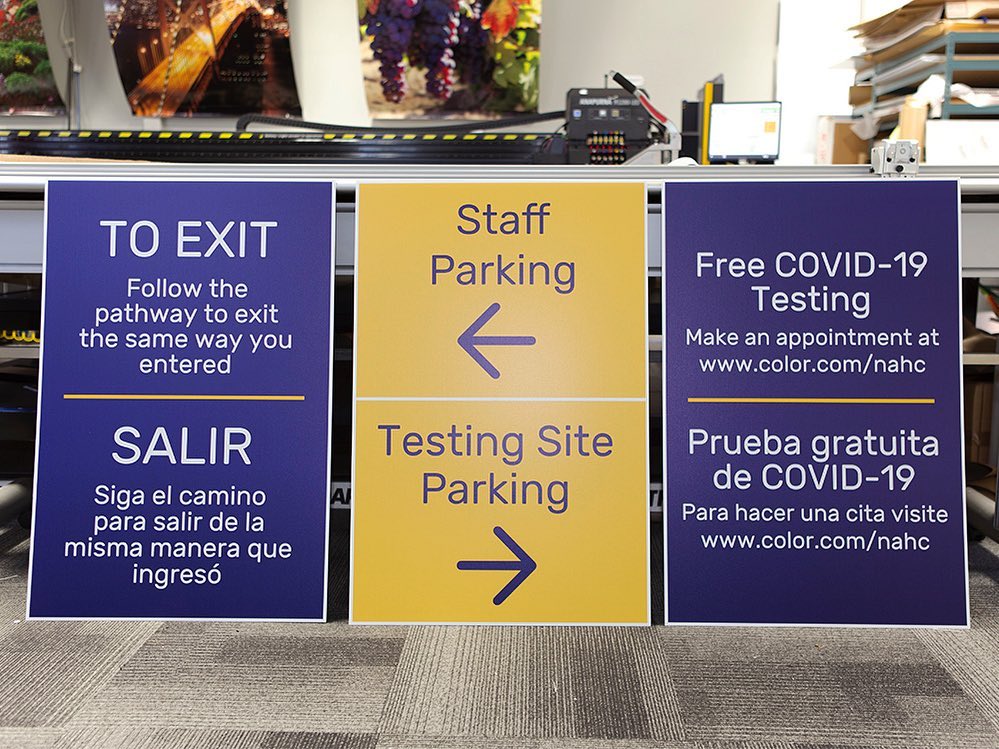 ANAPURNA
TO EXIT
Follow the
pathway to exit
the same way you
entered
SALIR
Siga el camino
para salir de la
misma manera que
ingresó
Staff
Parking
←
Testing Site
Parking
→
Free COVID-19
Testing
Make an appointment at
www.color.com/nahc
Prueba gratuita
de COVID-19
Para hacer una cita visite
www.color.com/nahc